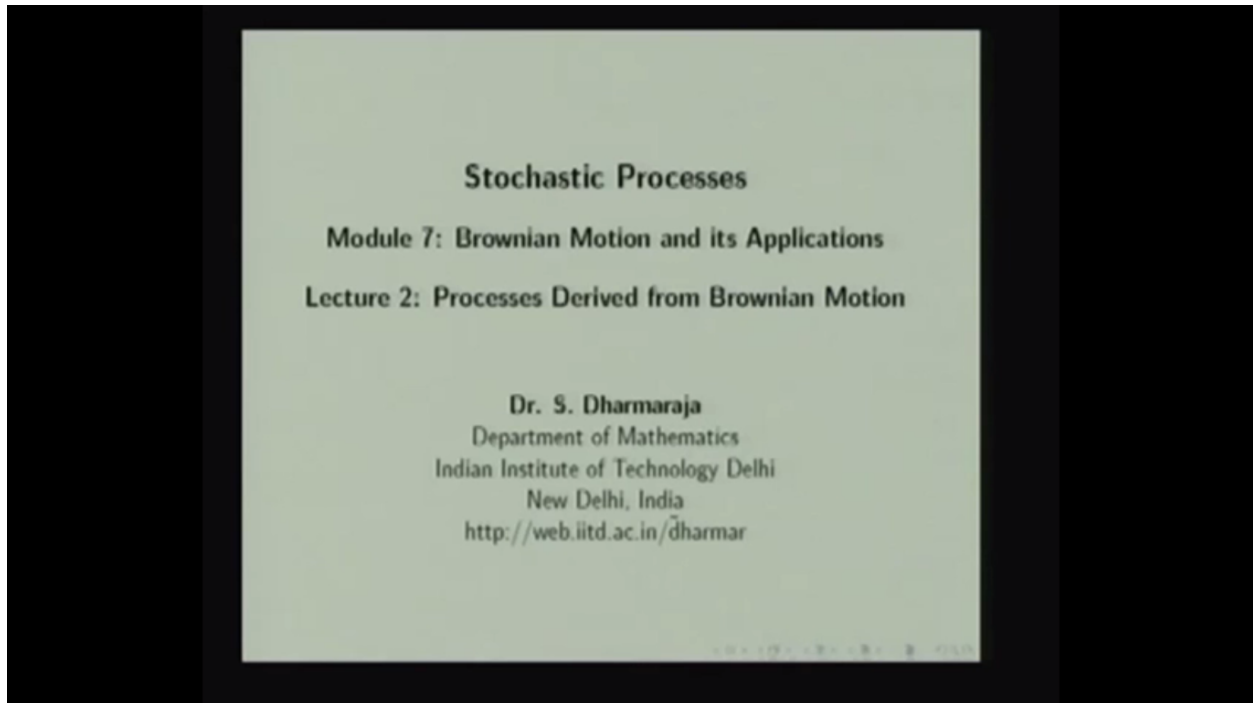 Stochastic Processes
Module 7: Brownian Motion and its Applications
Lecture 2: Processes Derived from Brownian Motion
Dr. S. Dharmaraja
Department of Mathematics
Indian Institute of Technology Delhi
New Delhi, India
http://web.iitd.ac.in/d̃harmar